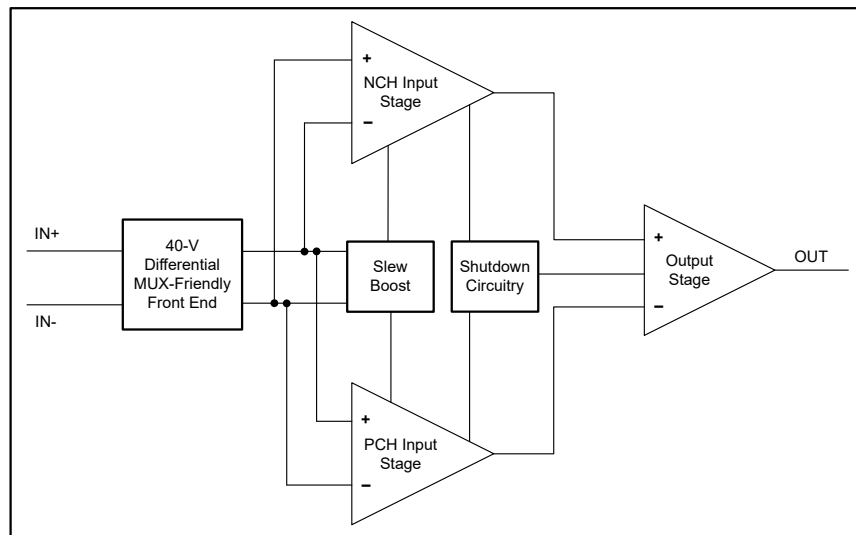 +
NCH Input
Stage
−
IN+
IN-
40-V
Differential
MUX-Friendly
Front End
Slew
Boost
Shutdown
Circuitry
+
Output
Stage
−
OUT
+
PCH Input
Stage
−